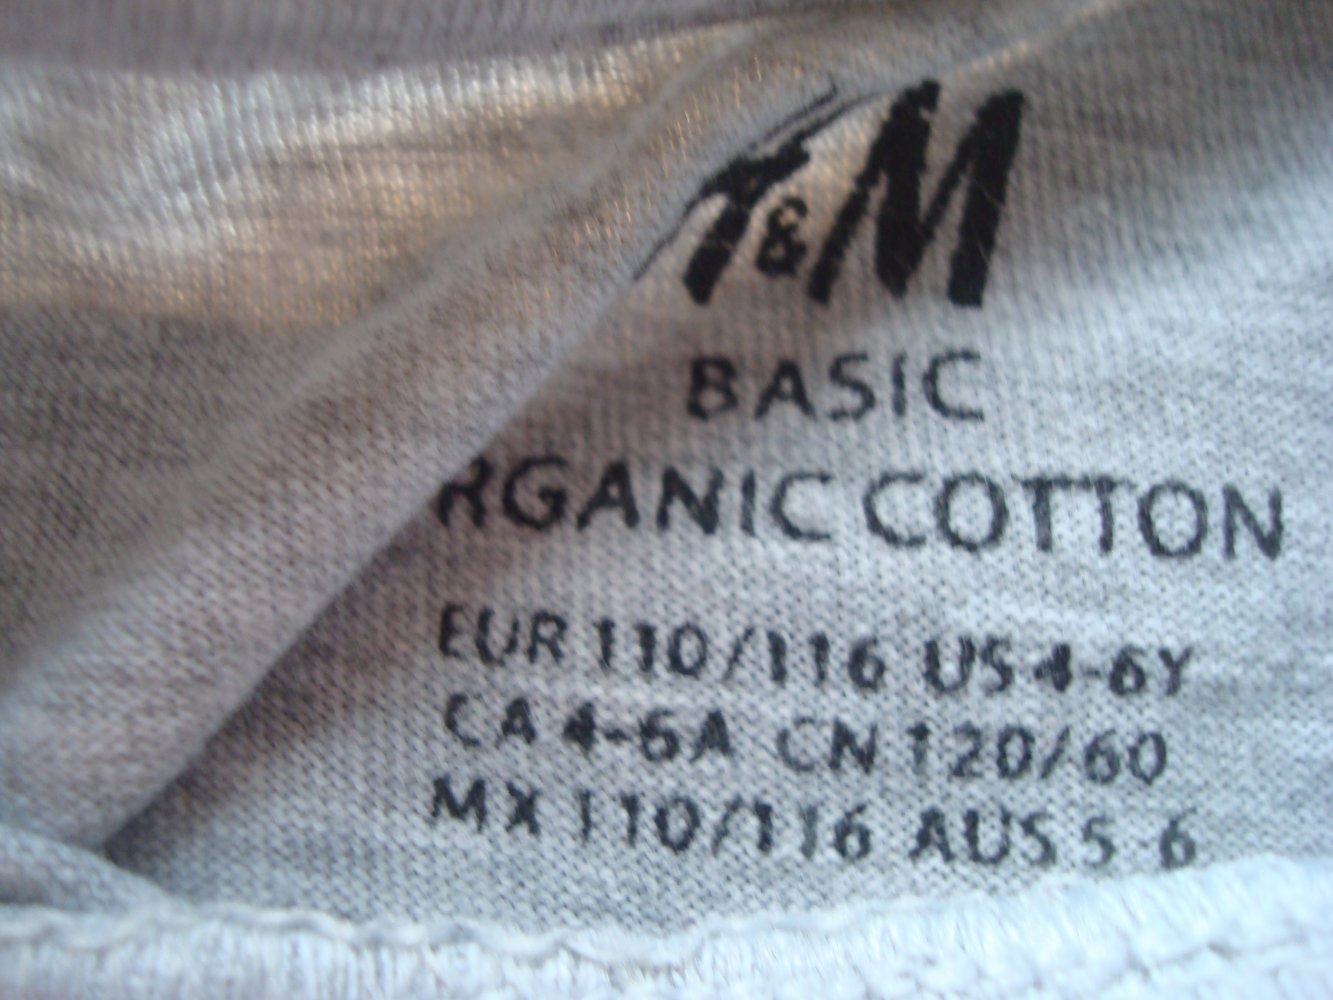 H&M
BASIC
RGANIC COTTON
EUR 110/116 US 4-6Y
CA 4-6A CN 120/60
MX 110/116 AUS 5-6